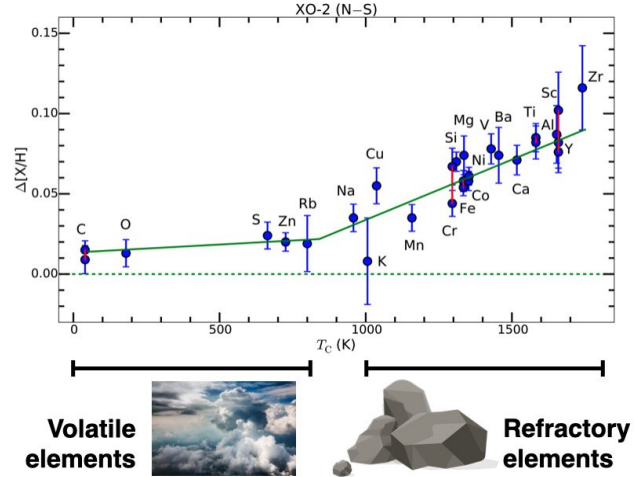 XO-2 (N−S)
0.15
0.10
0.05
0.00
Δ[X/H]
C
O
S
Zn
Rb
Na
Cu
K
Mn
Si
Cr
Mg
Fe
Co
Ni
V
Ba
Ca
Ti
Al
Sc
Y
Zr
0
500
1000
1500
T_C (K)
Volatile
elements
Refractory
elements